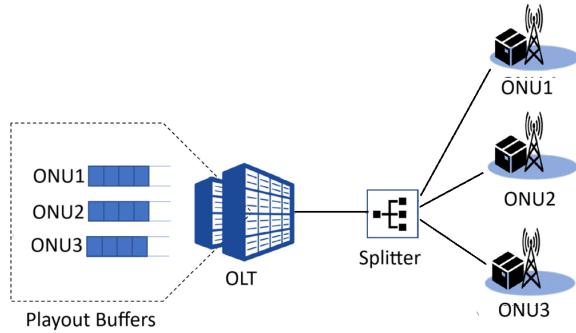 ONU1
ONU2
ONU3
Playout Buffers
OLT
Splitter
ONU1
ONU2
ONU3